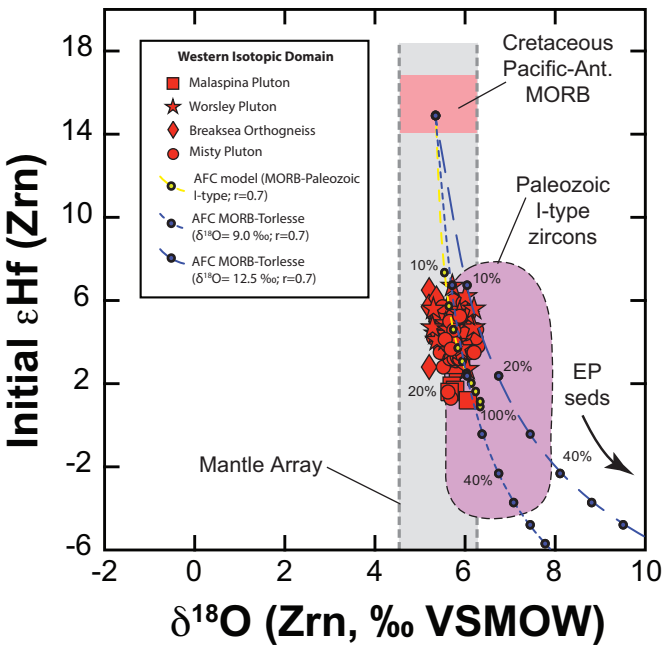 18
14
10
6
2
-2
-6
Initial εHf (Zrn)
Western Isotopic Domain
Malaspina Pluton
Worsley Pluton
Breaksea Orthogneiss
Misty Pluton
AFC model (MORB-Paleozoic
I-type; r=0.7)
AFC MORB-Torlesse
(δ¹⁸O= 9.0 ‰; r=0.7)
AFC MORB-Torlesse
(δ¹⁸O= 12.5 ‰; r=0.7)
Cretaceous
Pacific-Ant.
MORB
Paleozoic
I-type
zircons
10%
10%
20%
20%
100%
EP
seds
40%
40%
Mantle Array
-2
0
2
4
6
8
10
δ¹⁸O (Zrn, ‰ VSMOW)